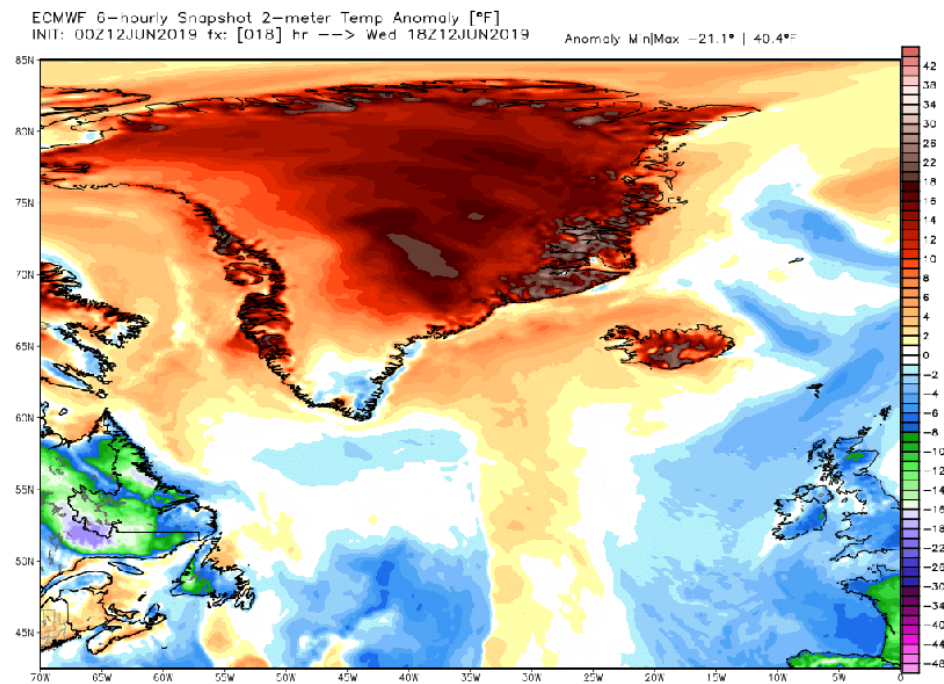 ECMWF 6-hourly Snapshot 2-meter Temp Anomaly [°F]
INIT: 00Z12JUN2019 fx: [018] hr --> Wed 18Z12JUN2019 Anomaly Min|Max -21.1° | 40.4°F
85N
80N
75N
70N
65N
60N
55N
50N
45N
70W 65W 60W 55W 50W 45W 40W 35W 30W 25W 20W 15W 10W 5W 0
42
38
34
30
26
22
18
16
14
12
10
8
6
4
2
0
-2
-4
-6
-8
-10
-12
-14
-16
-18
-22
-26
-30
-34
-40
-44
-48